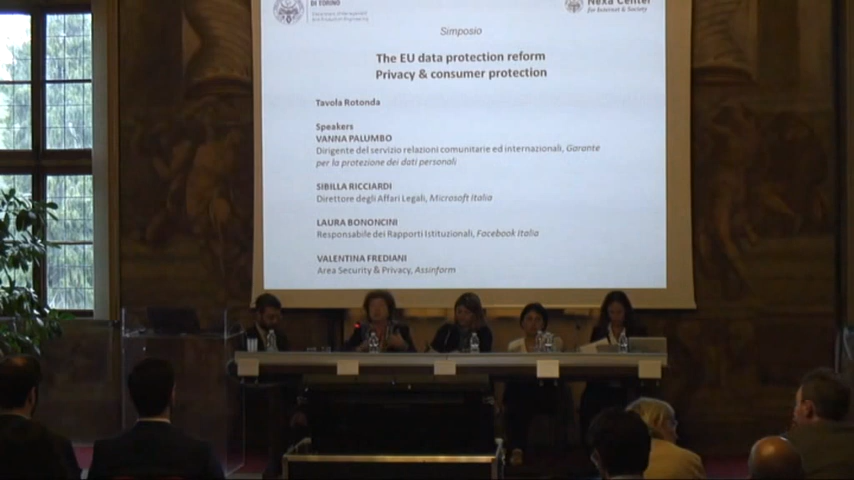 DI TORINO
Nexa Center
for Internet & Society
Simposio
The EU data protection reform
Privacy & consumer protection
Tavola Rotonda
Speakers
VANNA PALUMBO
Dirigente del servizio relazioni comunitarie ed internazionali, Garante
per la protezione dei dati personali
SIBILLA RICCIARDI
Direttore degli Affari Legali, Microsoft Italia
LAURA BONONCINI
Responsabile dei Rapporti Istituzionali, Facebook Italia
VALENTINA FREDIANI
Area Security & Privacy, Assinform